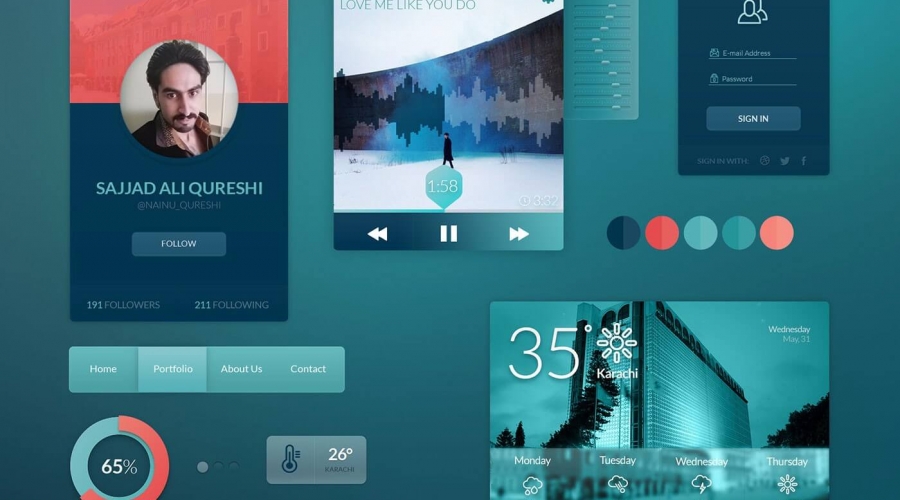 LOVE ME LIKE YOU DO
SAJJAD ALI QURESHI
@NAINU_QURESHI
FOLLOW
191 FOLLOWERS
211 FOLLOWING
1:58
3:32
E-mail Address
Password
SIGN IN
SIGN IN WITH:
Home
Portfolio
About Us
Contact
65%
26°
KARACHI
35°
Karachi
Wednesday
May, 31
Monday
Tuesday
Wednesday
Thursday